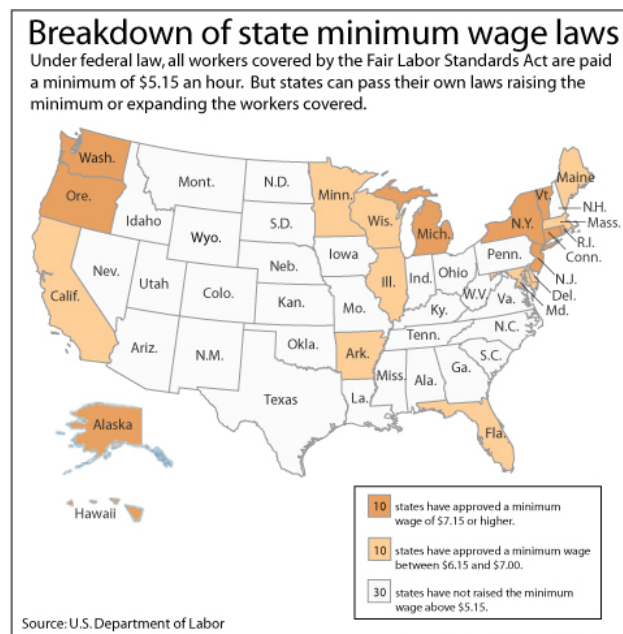 Breakdown of state minimum wage laws
Under federal law, all workers covered by the Fair Labor Standards Act are paid
a minimum of $5.15 an hour. But states can pass their own laws raising the
minimum or expanding the workers covered.
Wash.
Ore.
Calif.
Idaho
Nev.
Mont.
Wyo.
Utah
Colo.
Ariz.
N.M.
N.D.
S.D.
Neb.
Kan.
Okla.
Texas
Minn.
Iowa
Mo.
Ark.
La.
Wis.
Ill.
Mich.
Ind.
Ohio
Ky.
Tenn.
Miss.
Ala.
Ga.
Fla.
S.C.
N.C.
Va.
W.V.
Penn.
N.Y.
Vt.
Maine
N.H.
Mass.
R.I.
Conn.
N.J.
Del.
Md.
Alaska
Hawaii
10 states have approved a minimum
wage of $7.15 or higher.
10 states have approved a minimum wage
between $6.15 and $7.00.
30 states have not raised the minimum
wage above $5.15.
Source: U.S. Department of Labor